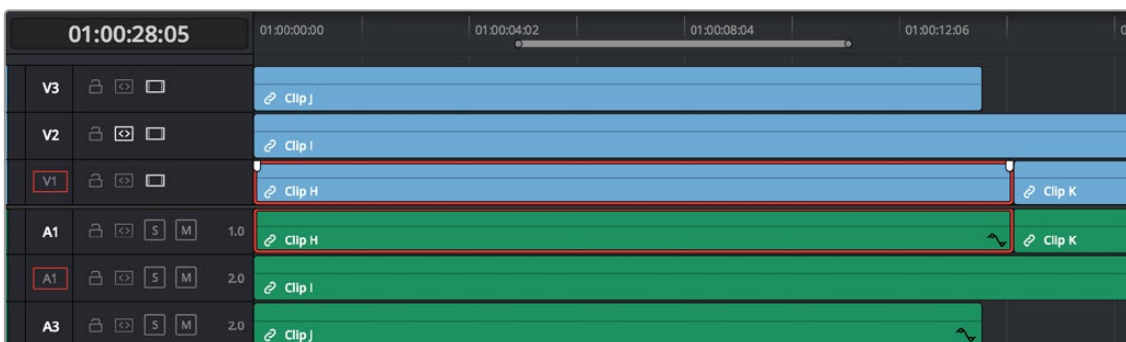 01:00:28:05 01:00:00:00 01:00:04:02 01:00:08:04 01:00:12:06
V3 Clip J
V2 Clip I
V1 Clip H Clip K
A1 S M 1.0 Clip H Clip K
A1 S M 2.0 Clip I
A3 S M 2.0 Clip J